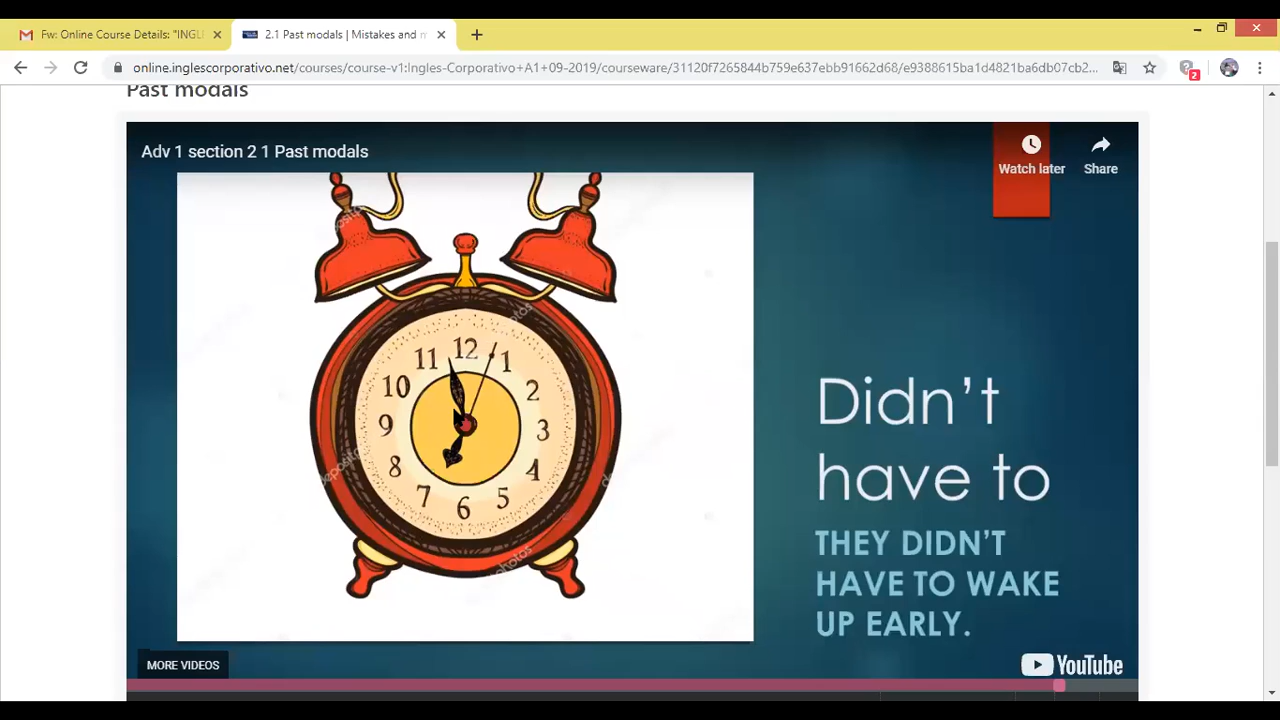 Fw: Online Course Details: "INGL
2.1 Past modals | Mistakes and m
online.inglescorporativo.net/courses/course-v1:Ingles-Corporativo+A1+09-2019/courseware/31120f7265844b759e637ebb91662d68/e9388615ba1d4821ba6db07cb2...
2
Past modals
Adv 1 section 2 1 Past modals
Watch later
Share
12
11
1
10
2
9
3
8
4
7
5
6
depositphotos
Didn't
have to
THEY DIDN'T
HAVE TO WAKE
UP EARLY.
MORE VIDEOS
YouTube